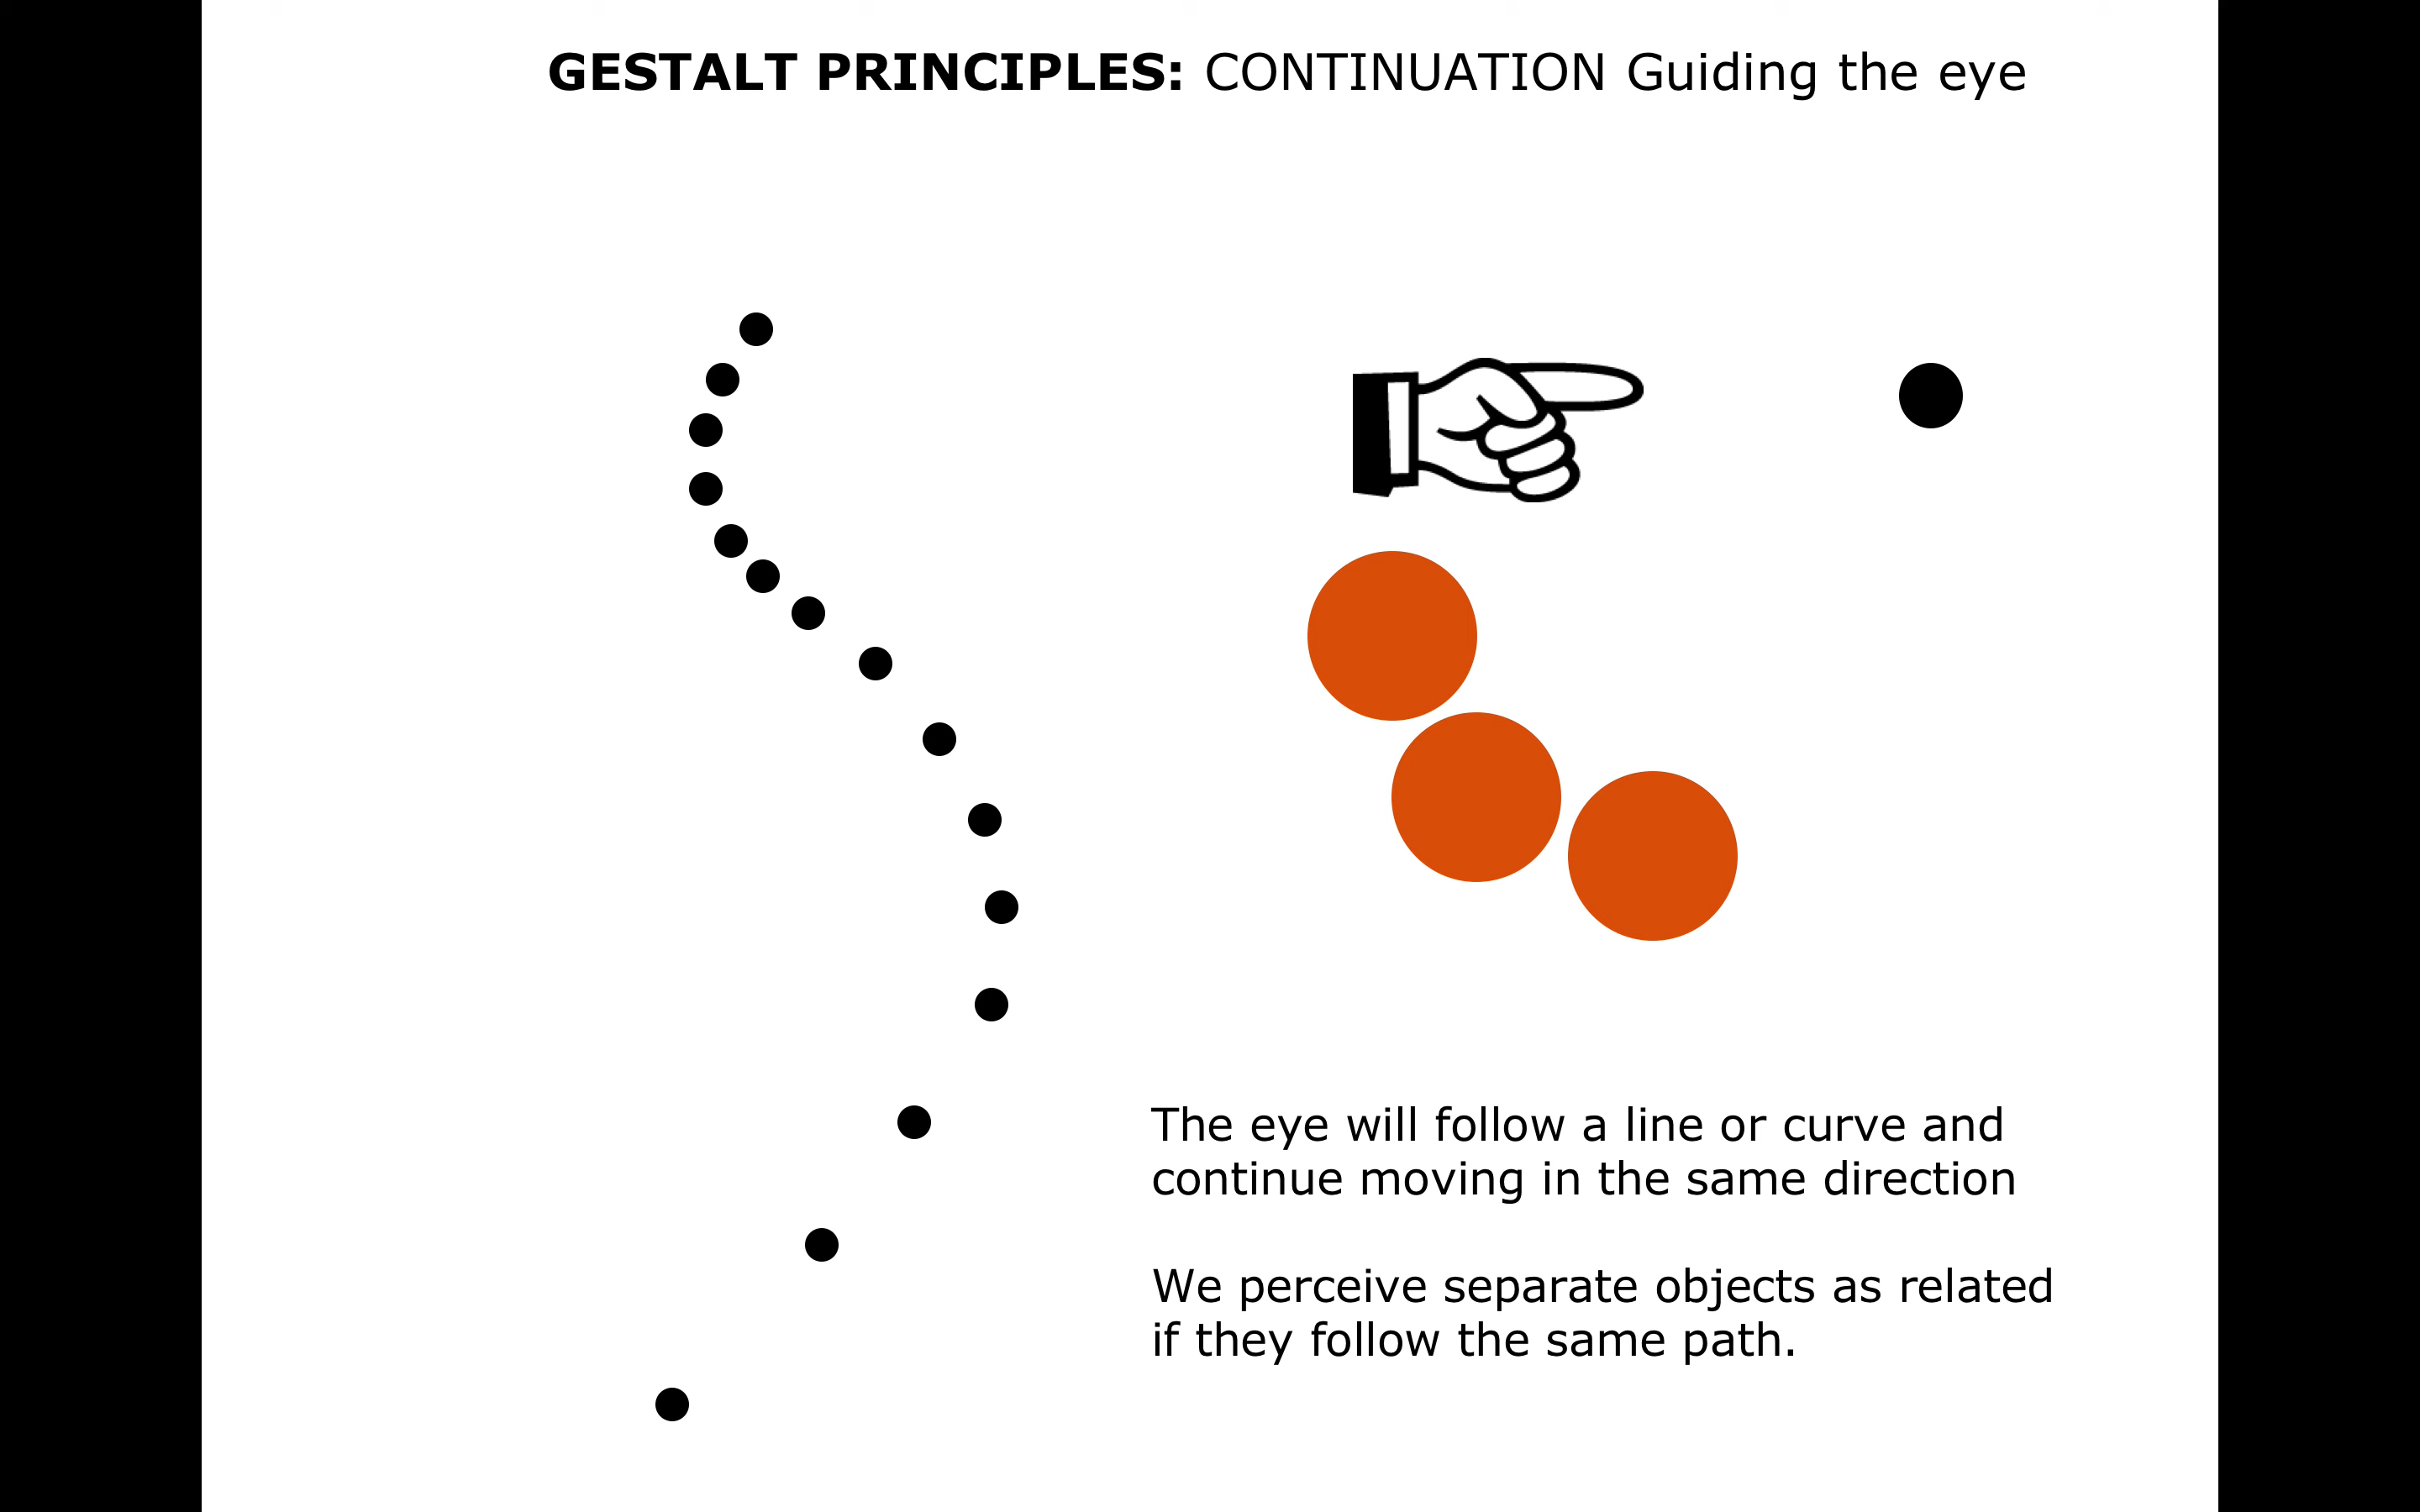 GESTALT PRINCIPLES: CONTINUATION Guiding the eye
The eye will follow a line or curve and
continue moving in the same direction
We perceive separate objects as related
if they follow the same path.